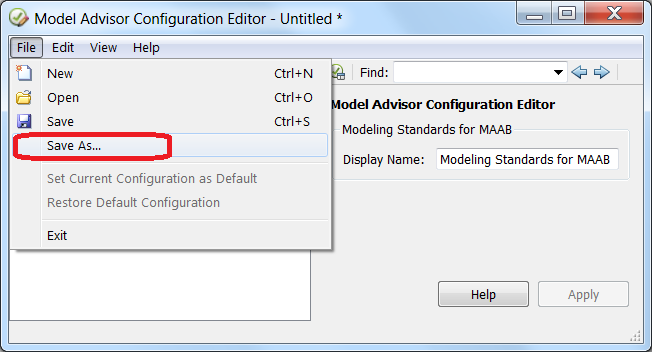 Model Advisor Configuration Editor - Untitled *
File Edit View Help
New Ctrl+N
Open Ctrl+O
Save Ctrl+S
Save As...
Set Current Configuration as Default
Restore Default Configuration
Exit
Find:
Model Advisor Configuration Editor
Modeling Standards for MAAB
Display Name: Modeling Standards for MAAB
Help Apply